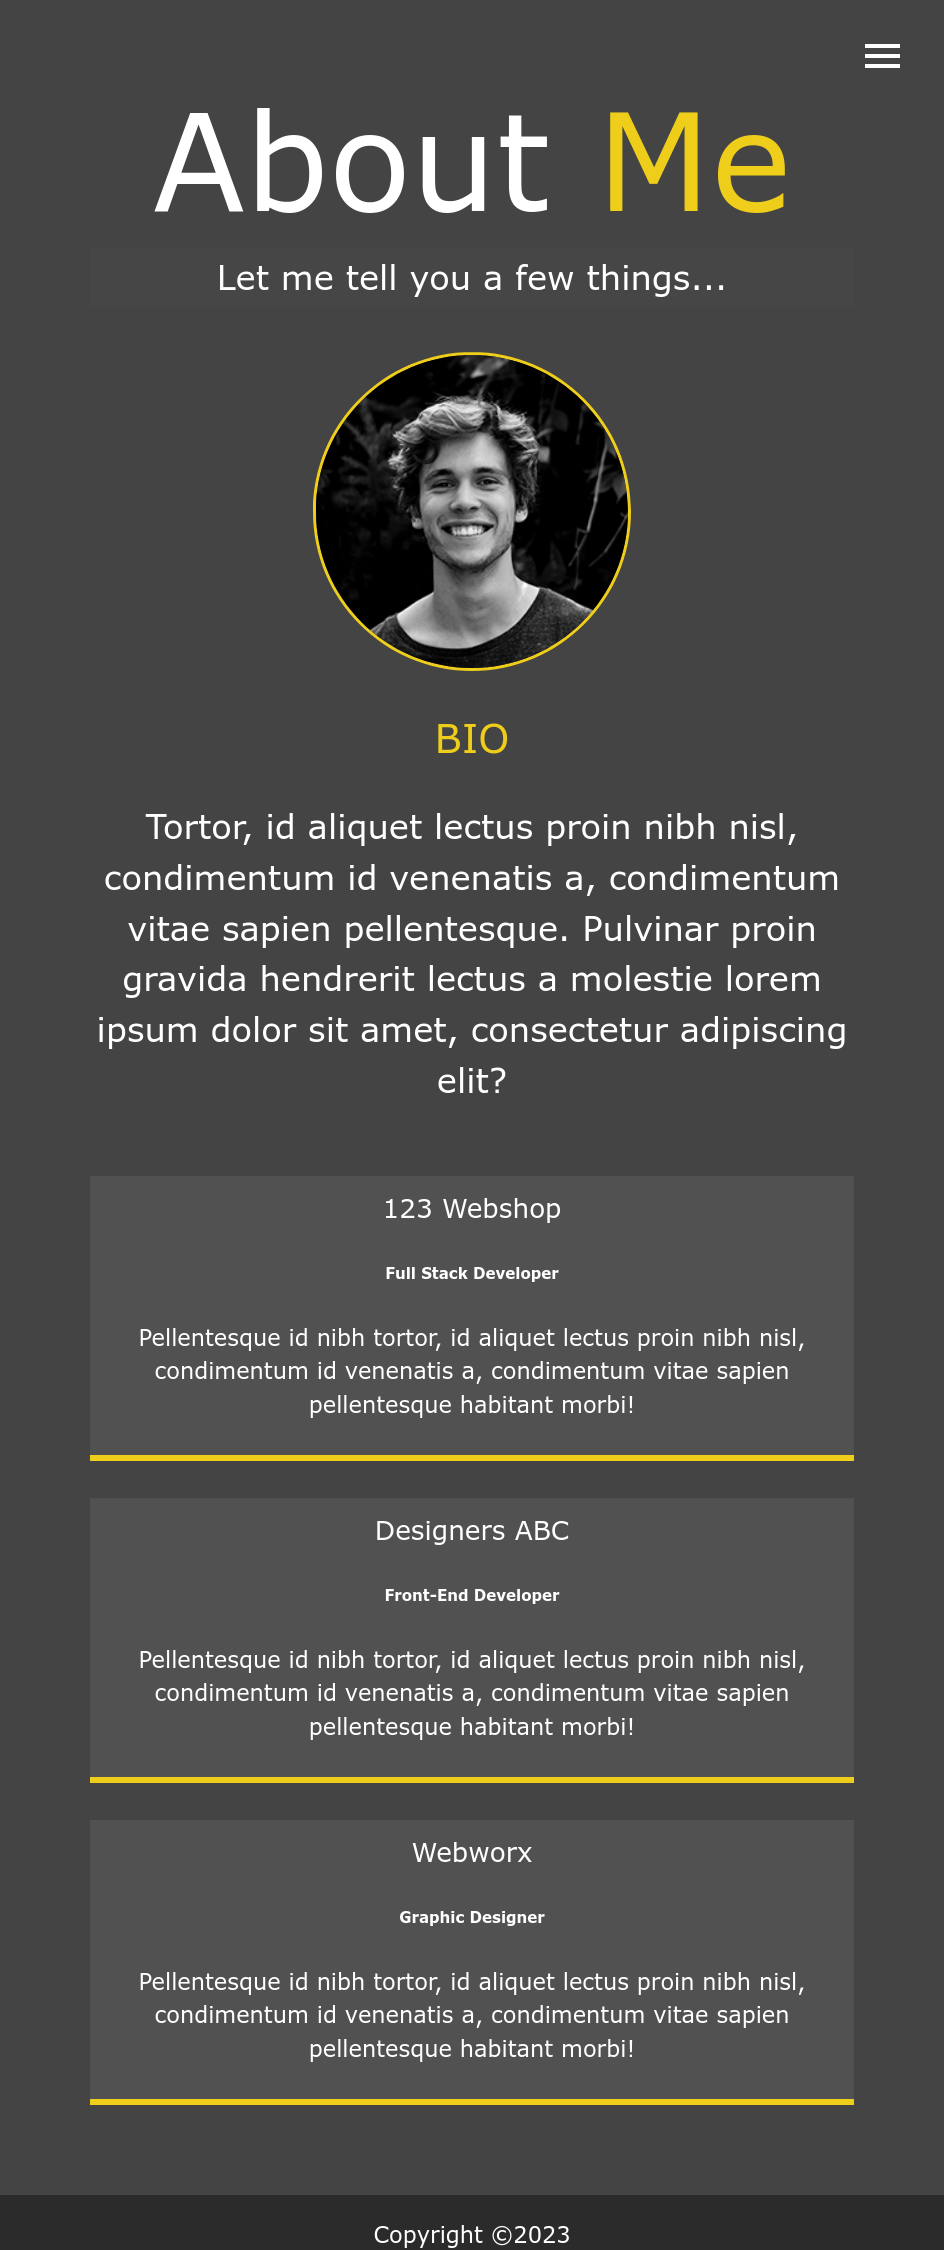 About Me
Let me tell you a few things...
BIO
Tortor, id aliquet lectus proin nibh nisl,
condimentum id venenatis a, condimentum
vitae sapien pellentesque. Pulvinar proin
gravida hendrerit lectus a molestie lorem
ipsum dolor sit amet, consectetur adipiscing
elit?
123 Webshop
Full Stack Developer
Pellentesque id nibh tortor, id aliquet lectus proin nibh nisl,
condimentum id venenatis a, condimentum vitae sapien
pellentesque habitant morbi!
Designers ABC
Front-End Developer
Pellentesque id nibh tortor, id aliquet lectus proin nibh nisl,
condimentum id venenatis a, condimentum vitae sapien
pellentesque habitant morbi!
Webworx
Graphic Designer
Pellentesque id nibh tortor, id aliquet lectus proin nibh nisl,
condimentum id venenatis a, condimentum vitae sapien
pellentesque habitant morbi!
Copyright ©2023